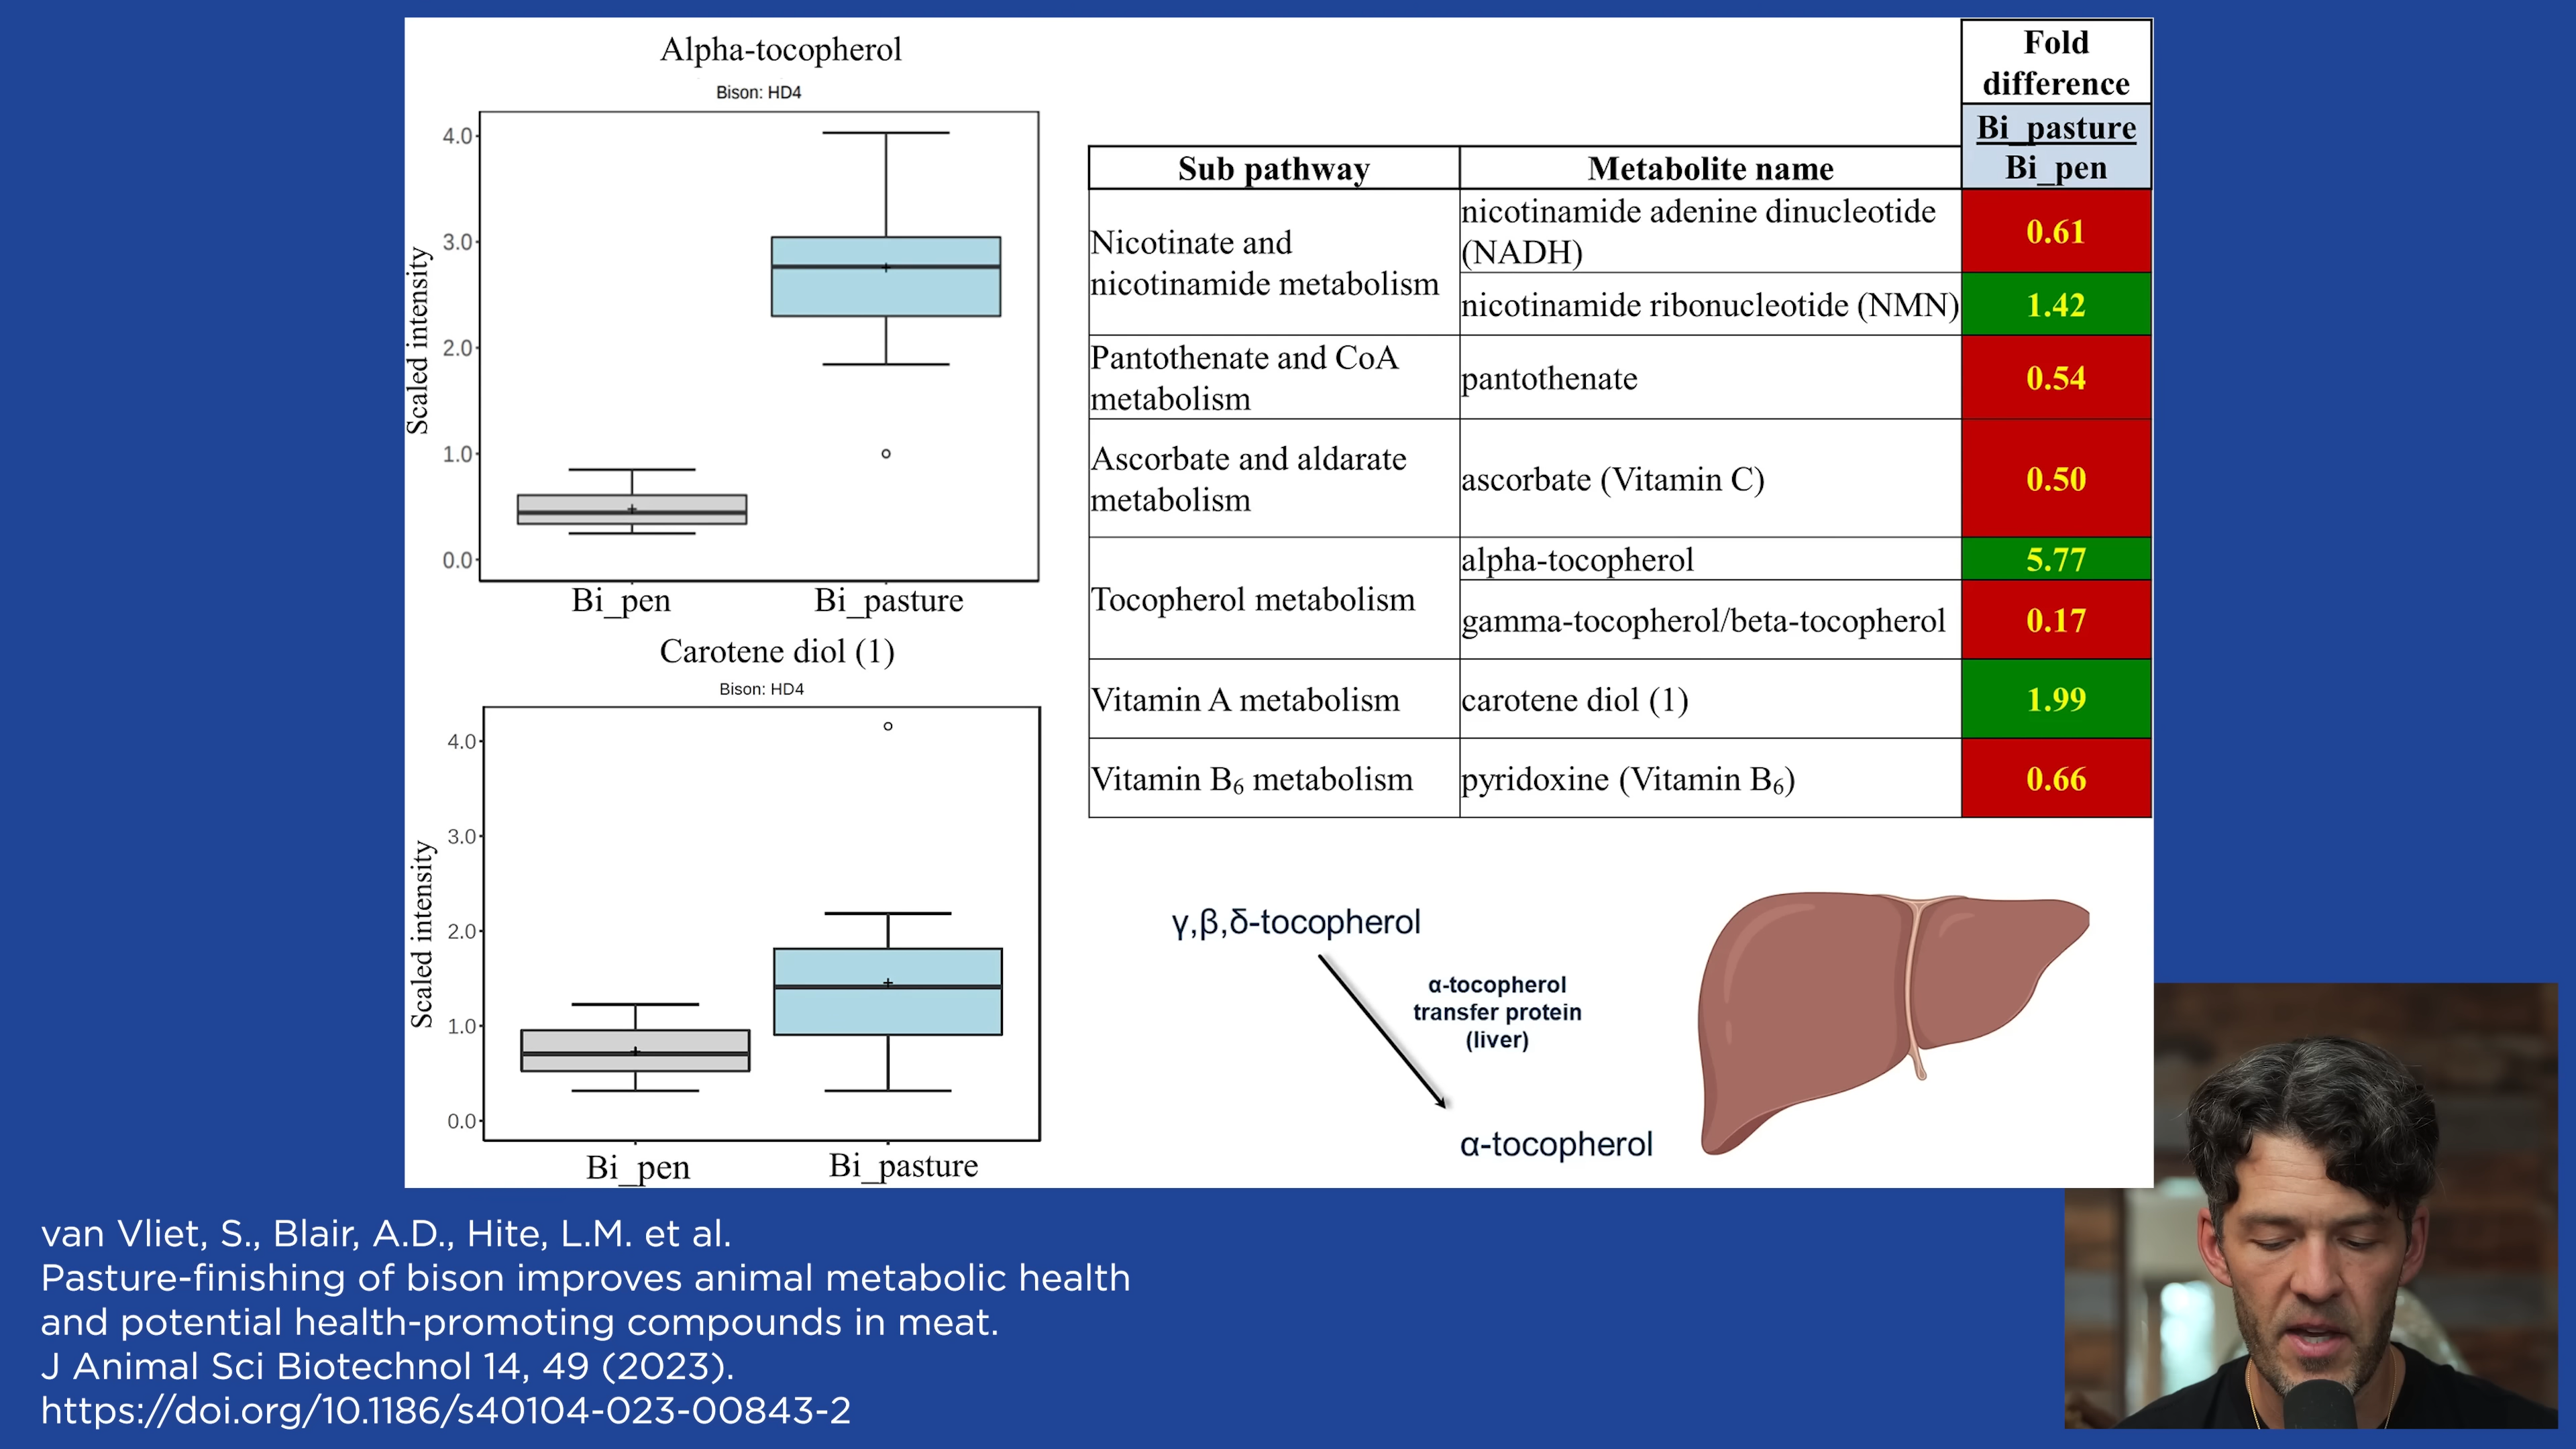 Alpha-tocopherol
Bison: HD4
Scaled intensity
4.0
3.0
2.0
1.0
0.0
Bi_pen
Bi_pasture
Carotene diol (1)
Bison: HD4
Scaled intensity
4.0
3.0
2.0
1.0
0.0
Bi_pen
Bi_pasture
Fold
difference
Bi_pasture
Bi_pen
Sub pathway
Metabolite name
Nicotinate and
nicotinamide metabolism
nicotinamide adenine dinucleotide
(NADH)
0.61
nicotinamide ribonucleotide (NMN)
1.42
Pantothenate and CoA
metabolism
pantothenate
0.54
Ascorbate and aldarate
metabolism
ascorbate (Vitamin C)
0.50
Tocopherol metabolism
alpha-tocopherol
5.77
gamma-tocopherol/beta-tocopherol
0.17
Vitamin A metabolism
carotene diol (1)
1.99
Vitamin B₆ metabolism
pyridoxine (Vitamin B₆)
0.66
γ,β,δ-tocopherol
α-tocopherol
transfer protein
(liver)
α-tocopherol
van Vliet, S., Blair, A.D., Hite, L.M. et al.
Pasture-finishing of bison improves animal metabolic health
and potential health-promoting compounds in meat.
J Animal Sci Biotechnol 14, 49 (2023).
https://doi.org/10.1186/s40104-023-00843-2